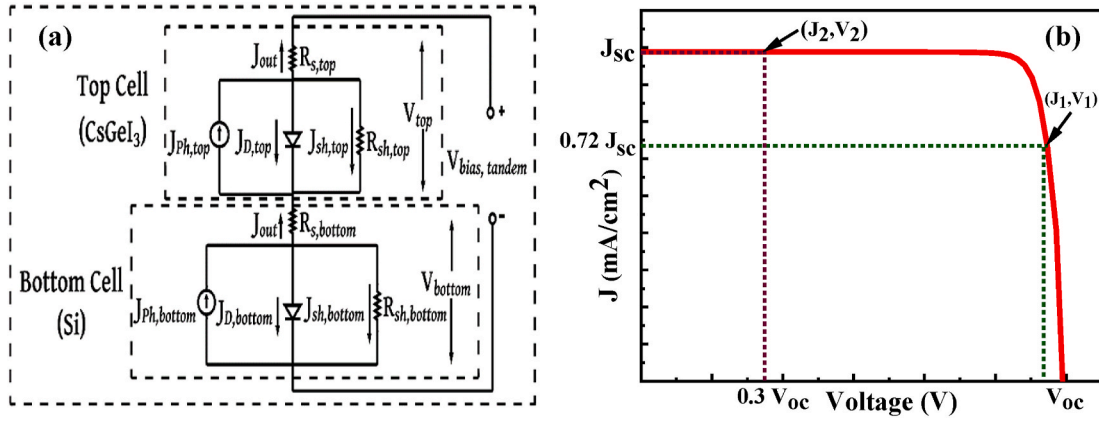 (a)
Top Cell
(CsGeI3)
Jout
Rs,top
JPh,top
JD,top
Jsh,top
Rsh,top
Vtop
+
Vbias, tandem
-
Bottom Cell
(Si)
Jout
Rs,bottom
JPh,bottom
JD,bottom
Jsh,bottom
Rsh,bottom
Vbottom
(b)
Jsc
(J2,V2)
(J1,V1)
0.72 Jsc
J (mA/cm2)
0.3 Voc
Voltage (V)
Voc